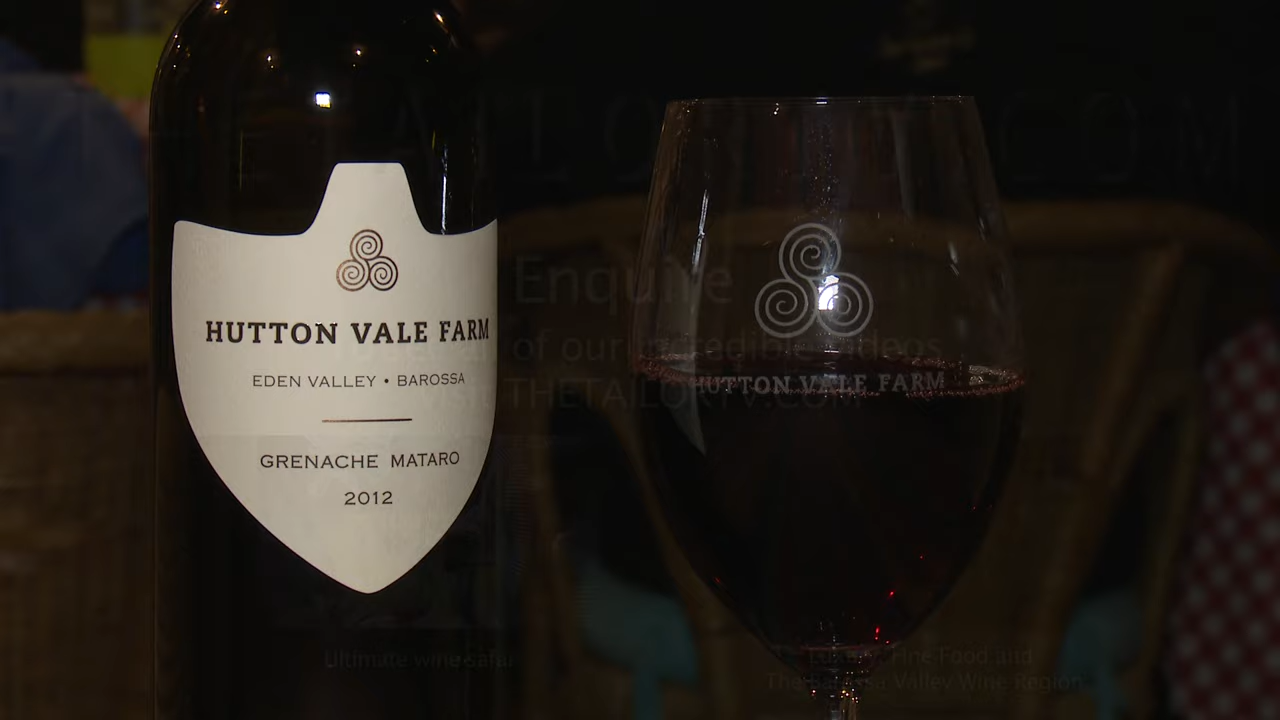 HUTTON VALE FARM
EDEN VALLEY • BAROSSA
GRENACHE MATARO
2012
HUTTON VALE FARM
Enquire
of our incredible videos
THETAILORTV.COM
Ultimate wine safari
Luxury, Fine Food and
The Barossa Valley Wine Region